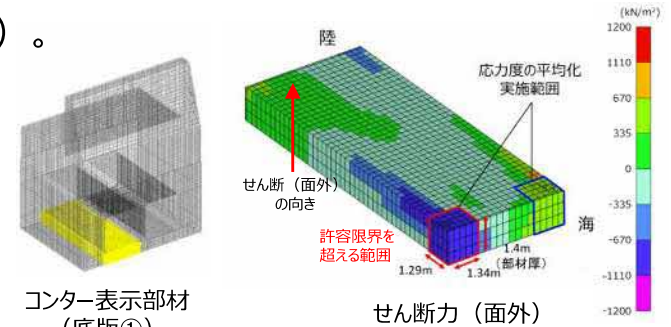 ）。
(kN/m²)
1200
1110
670
335
0
-335
-670
-1110
-1200
陸
応力度の平均化
実施範囲
せん断（面外）
の向き
海
許容限界を
超える範囲
1.4m
（部材厚）
1.29m
1.34m
コンター表示部材
（底版①）
せん断力（面外）